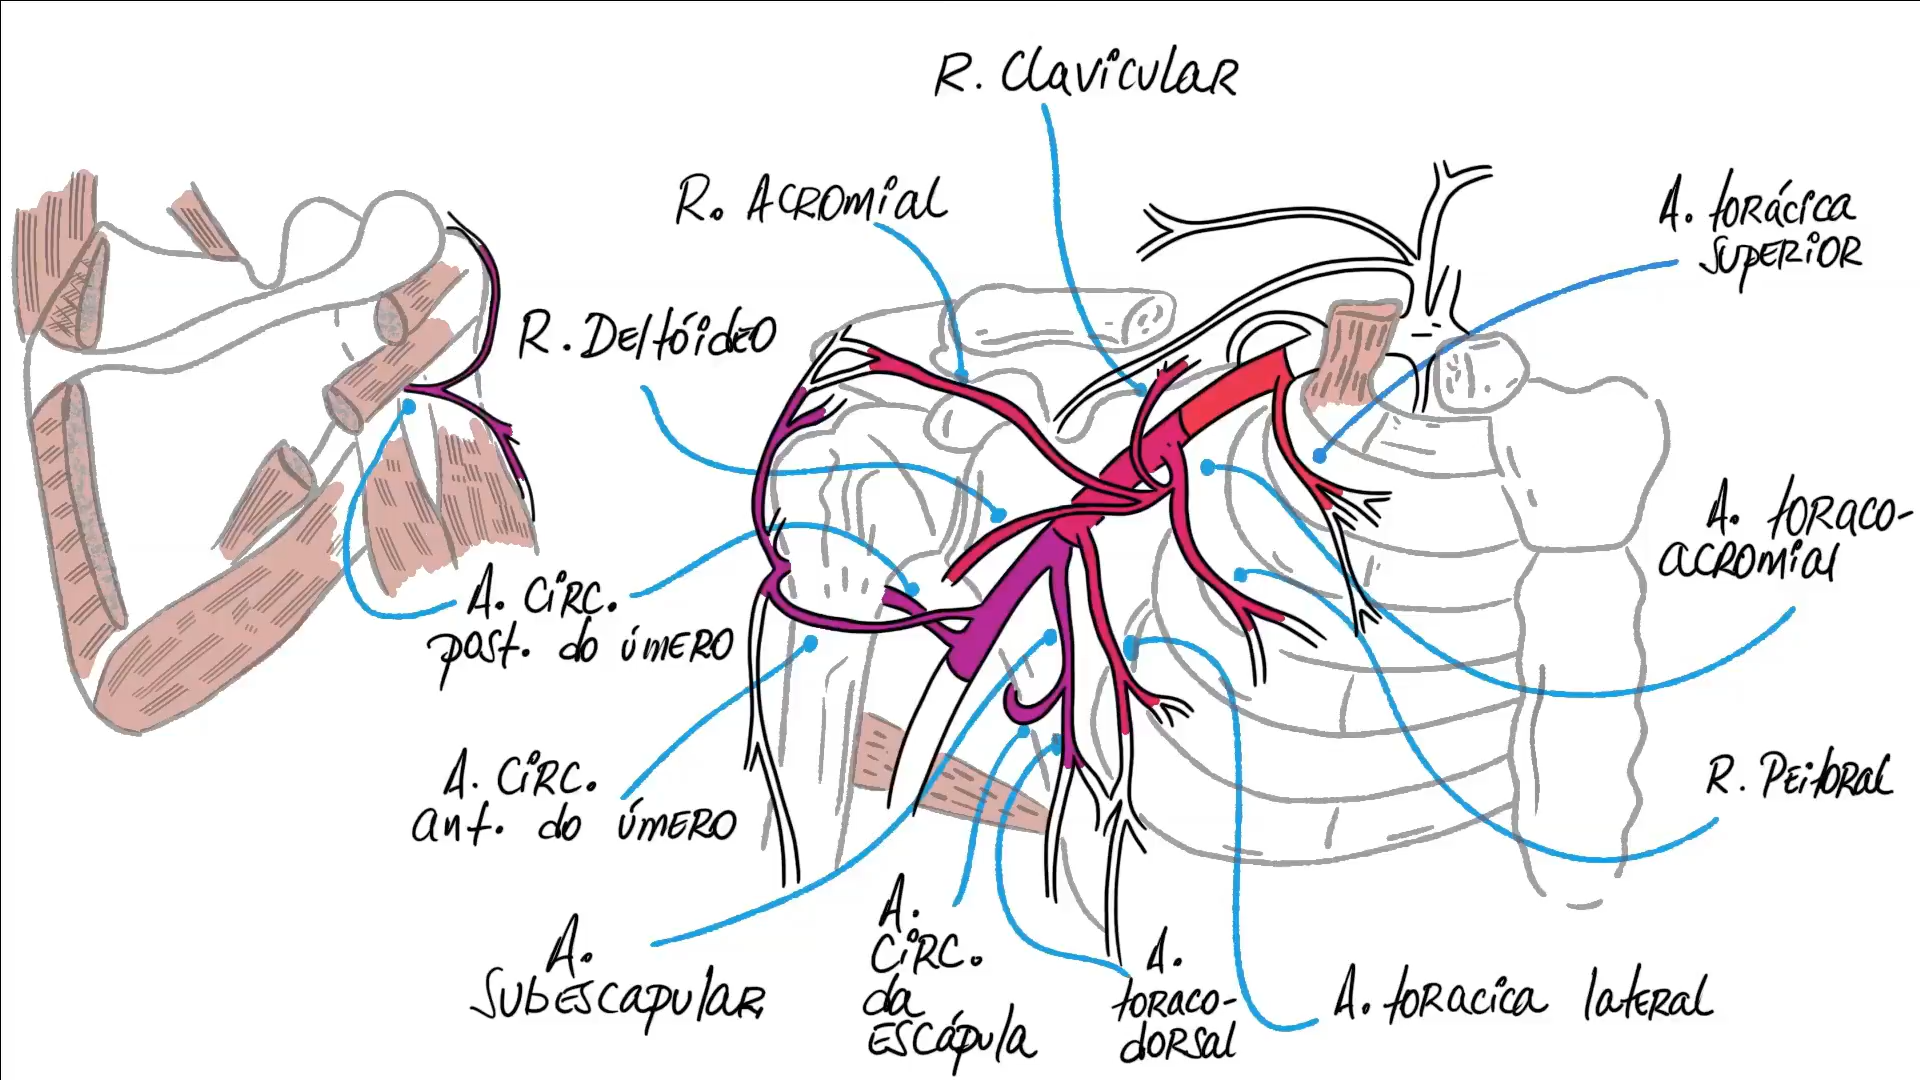 R. Clavicular
R. Acromial
A. torácica
superior
R. Deltóideo
A. toraco-
acromial
A. Circ.
post. do úmero
A. Circ.
ant. do úmero
R. Peitoral
A.
Subescapular
A.
Circ.
da
escápula
A.
toraco-
dorsal
A. toracica lateral